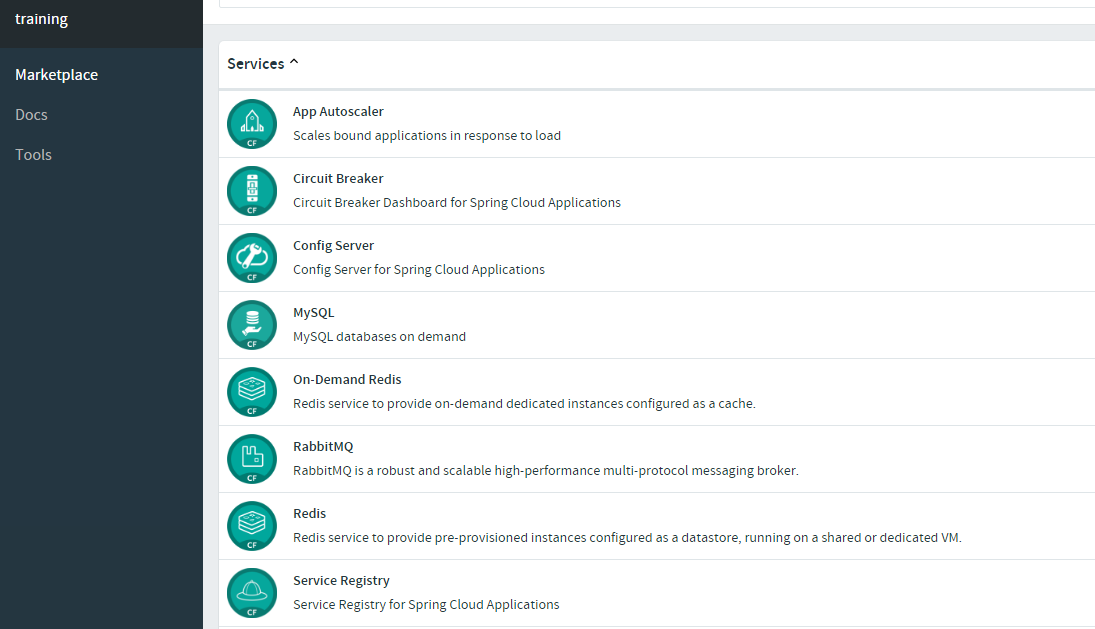 training
Marketplace
Docs
Tools
Services
App Autoscaler
Scales bound applications in response to load
CF
Circuit Breaker
Circuit Breaker Dashboard for Spring Cloud Applications
CF
Config Server
Config Server for Spring Cloud Applications
CF
MySQL
MySQL databases on demand
CF
On-Demand Redis
Redis service to provide on-demand dedicated instances configured as a cache.
CF
RabbitMQ
RabbitMQ is a robust and scalable high-performance multi-protocol messaging broker.
CF
Redis
Redis service to provide pre-provisioned instances configured as a datastore, running on a shared or dedicated VM.
CF
Service Registry
Service Registry for Spring Cloud Applications
CF